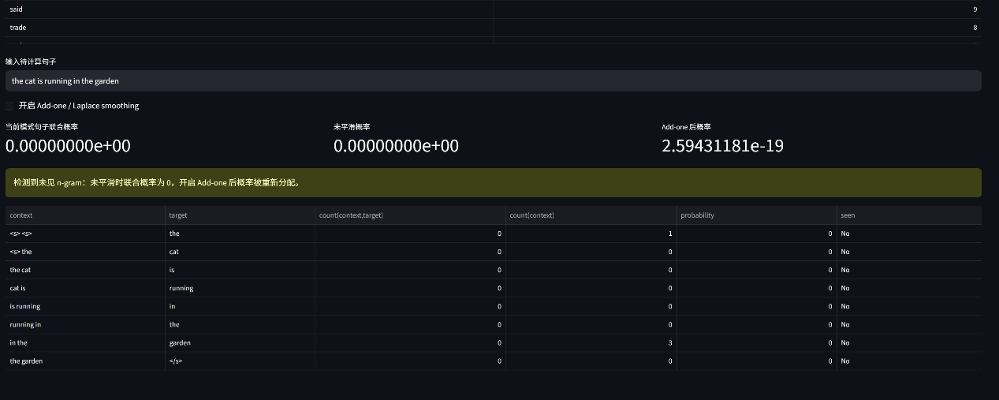 said 9
trade 8
输入待计算句子
the cat is running in the garden
开启 Add-one / Laplace smoothing
当前模式句子联合概率 未平滑概率 Add-one 后概率
0.00000000e+00 0.00000000e+00 2.59431181e-19
检测到未见 n-gram：未平滑时联合概率为 0，开启 Add-one 后概率被重新分配。
context target count(context,target) count(context) probability seen
<s> <s> the 0 1 0 No
<s> the cat 0 0 0 No
the cat is 0 0 0 No
cat is running 0 0 0 No
is running in 0 0 0 No
running in the 0 0 0 No
in the garden 0 3 0 No
the garden </s> 0 0 0 No